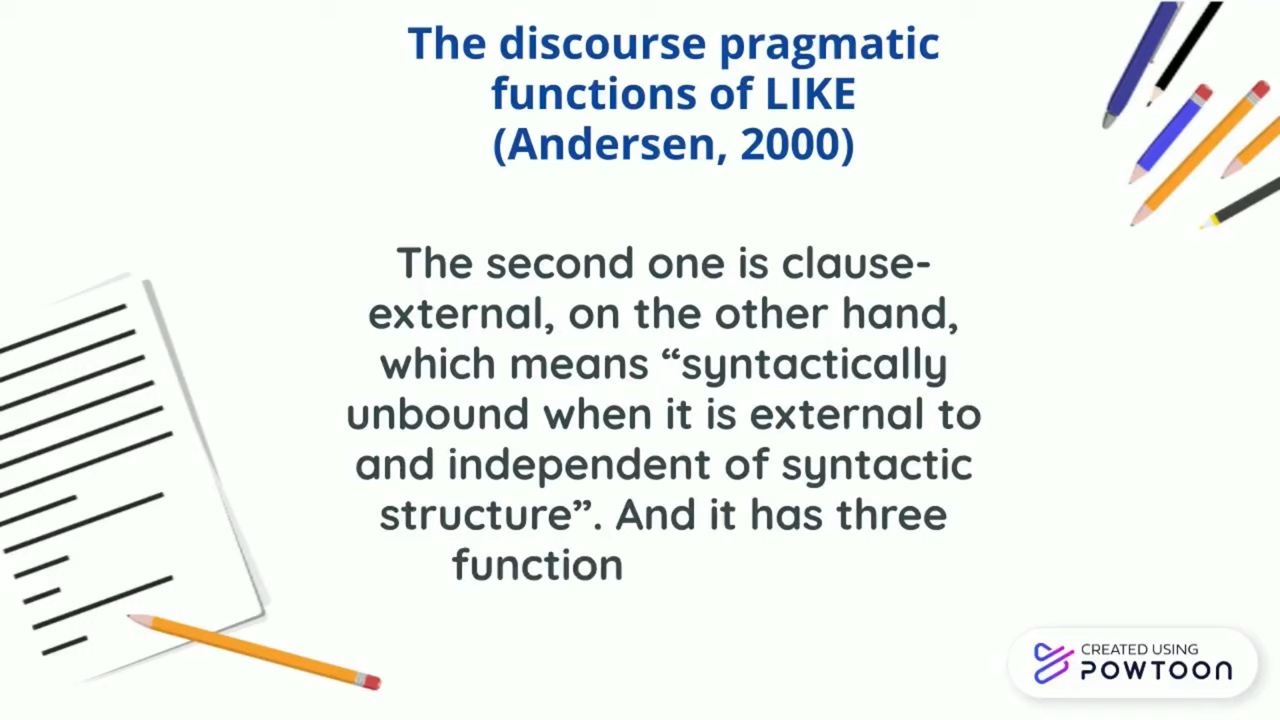 The discourse pragmatic
functions of LIKE
(Andersen, 2000)
The second one is clause-
external, on the other hand,
which means “syntactically
unbound when it is external to
and independent of syntactic
structure”. And it has three
function
CREATED USING
POWTOON